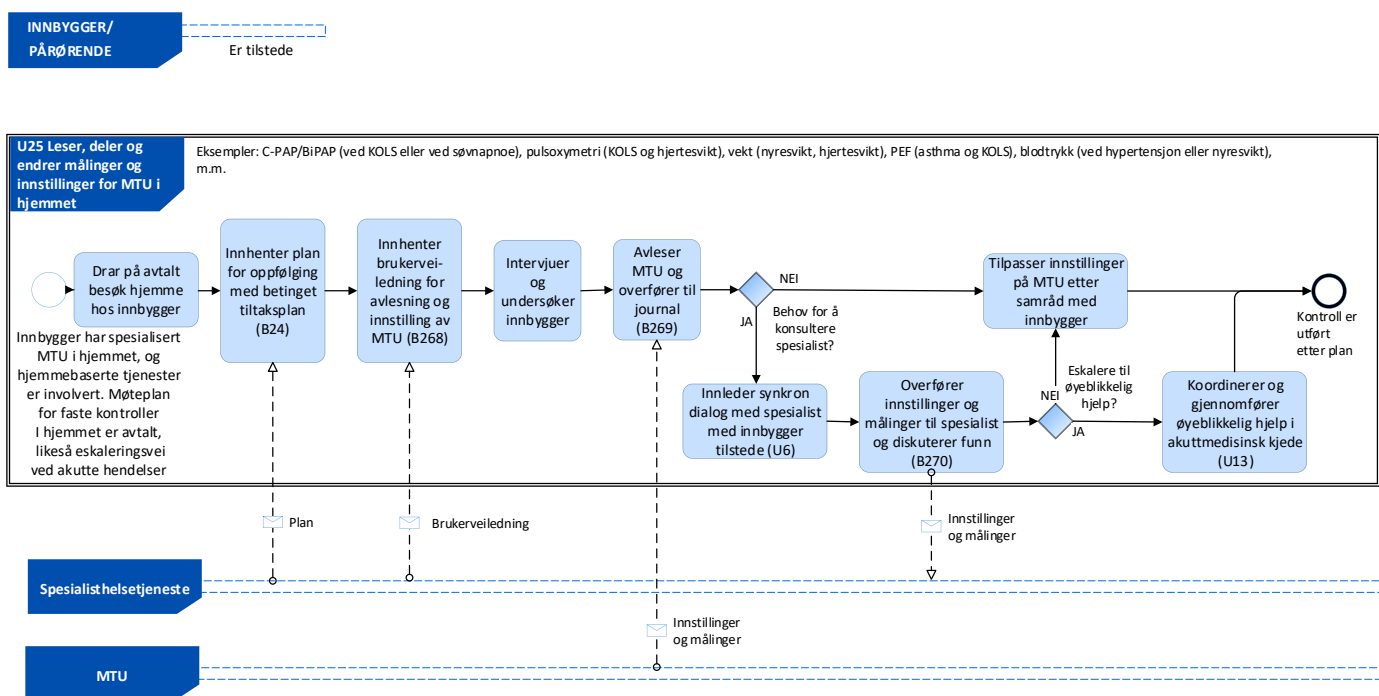 INNBYGGER/
PÅRØRENDE
Er tilstede
U25 Leser, deler og
endrer målinger og
innstillinger for MTU i
hjemmet
Eksempler: C-PAP/BiPAP (ved KOLS eller ved søvnapnoe), pulsoxymetri (KOLS og hjertesvikt), vekt (nyresvikt, hjertesvikt), PEF (asthma og KOLS), blodtrykk (ved hypertensjon eller nyresvikt),
m.m.
Drar på avtalt
besøk hjemme
hos innbygger
Innbygger har spesialisert
MTU i hjemmet, og
hjemmebaserte tjenester
er involvert. Møteplan
for faste kontroller
I hjemmet er avtalt,
likeså eskaleringsvei
ved akutte hendelser
Innhenter plan
for oppfølging
med betinget
tiltaksplan
(B24)
Innhenter
brukervei-
ledning for
avlesning og
innstilling av
MTU (B268)
Intervjuer
og
undersøker
innbygger
Avleser
MTU og
overfører til
journal
(B269)
NEI
Behov for å
konsultere
spesialist?
JA
Tilpasser innstillinger
på MTU etter
samråd med
innbygger
Kontroll er
utført
etter plan
Innleder synkron
dialog med spesialist
med innbygger
tilstede (U6)
Overfører
innstillinger og
målinger til spesialist
og diskuterer funn
(B270)
Eskalere til
øyeblikkelig
hjelp?
NEI
JA
Koordinerer og
gjennomfører
øyeblikkelig hjelp i
akuttmedisinsk kjede
(U13)
Plan
Brukerveiledning
Innstillinger
og målinger
Spesialisthelsetjeneste
Innstillinger
og målinger
MTU